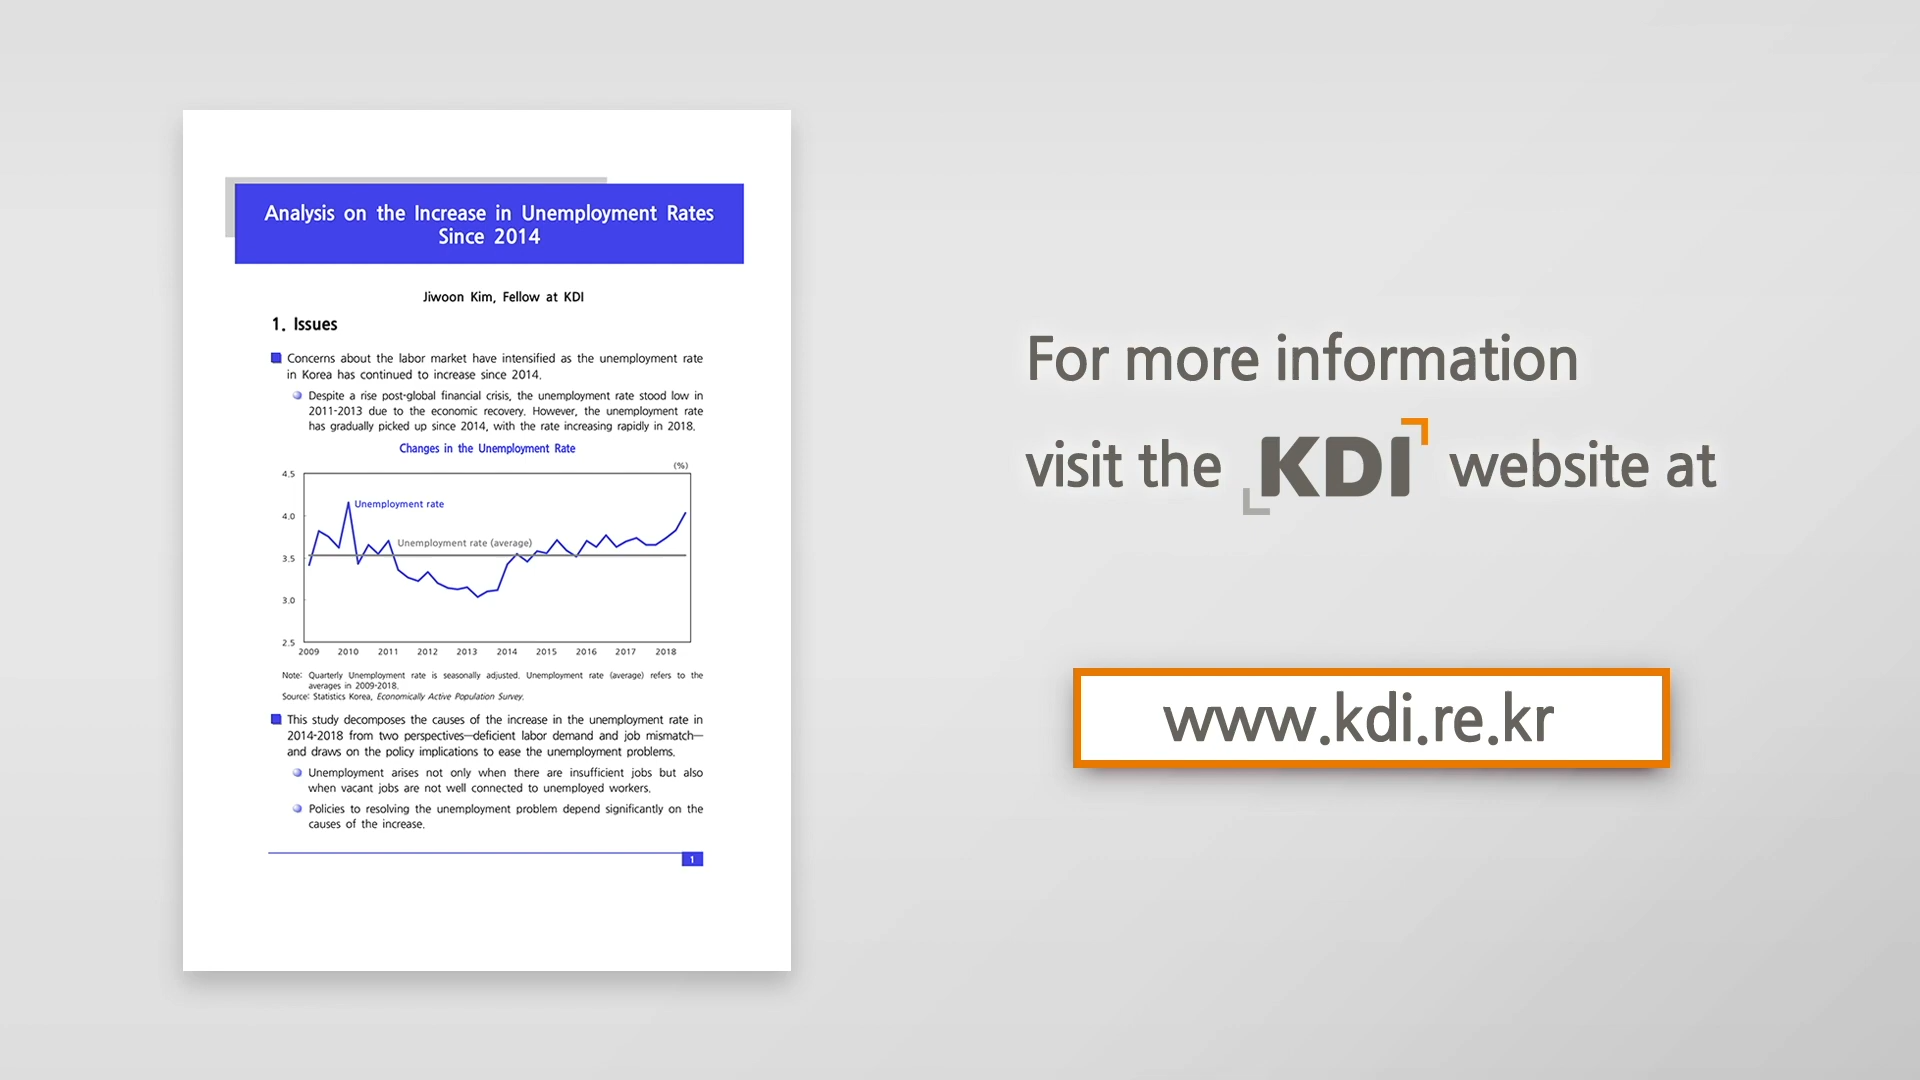 Analysis on the Increase in Unemployment Rates
Since 2014
Jiwoon Kim, Fellow at KDI
1. Issues
Concerns about the labor market have intensified as the unemployment rate
in Korea has continued to increase since 2014.
Despite a rise post-global financial crisis, the unemployment rate stood low in
2011-2013 due to the economic recovery. However, the unemployment rate
has gradually picked up since 2014, with the rate increasing rapidly in 2018.
Changes in the Unemployment Rate
(%)
4.5
4.0
3.5
3.0
2.5
Unemployment rate
Unemployment rate (average)
2009 2010 2011 2012 2013 2014 2015 2016 2017 2018
Note: Quarterly Unemployment rate is seasonally adjusted. Unemployment rate (average) refers to the
averages in 2009-2018.
Source: Statistics Korea, Economically Active Population Survey.
This study decomposes the causes of the increase in the unemployment rate in
2014-2018 from two perspectives—deficient labor demand and job mismatch—
and draws on the policy implications to ease the unemployment problems.
Unemployment arises not only when there are insufficient jobs but also
when vacant jobs are not well connected to unemployed workers.
Policies to resolving the unemployment problem depend significantly on the
causes of the increase.
1
For more information
visit the KDI website at
www.kdi.re.kr